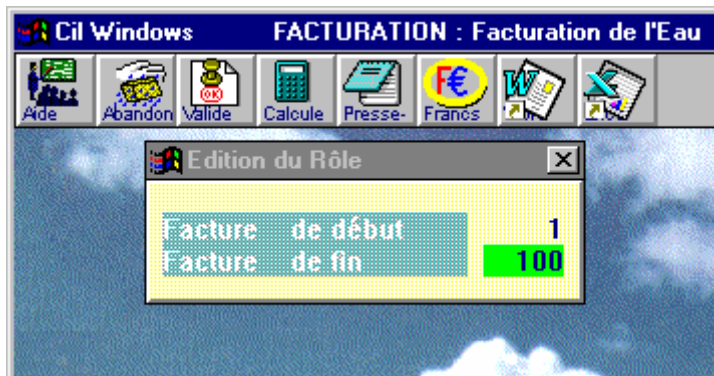 Cil Windows FACTURATION : Facturation de l'Eau
Aide Abandon Valide Calcule Presse- Francs
Edition du Rôle
Facture de début 1
Facture de fin 100